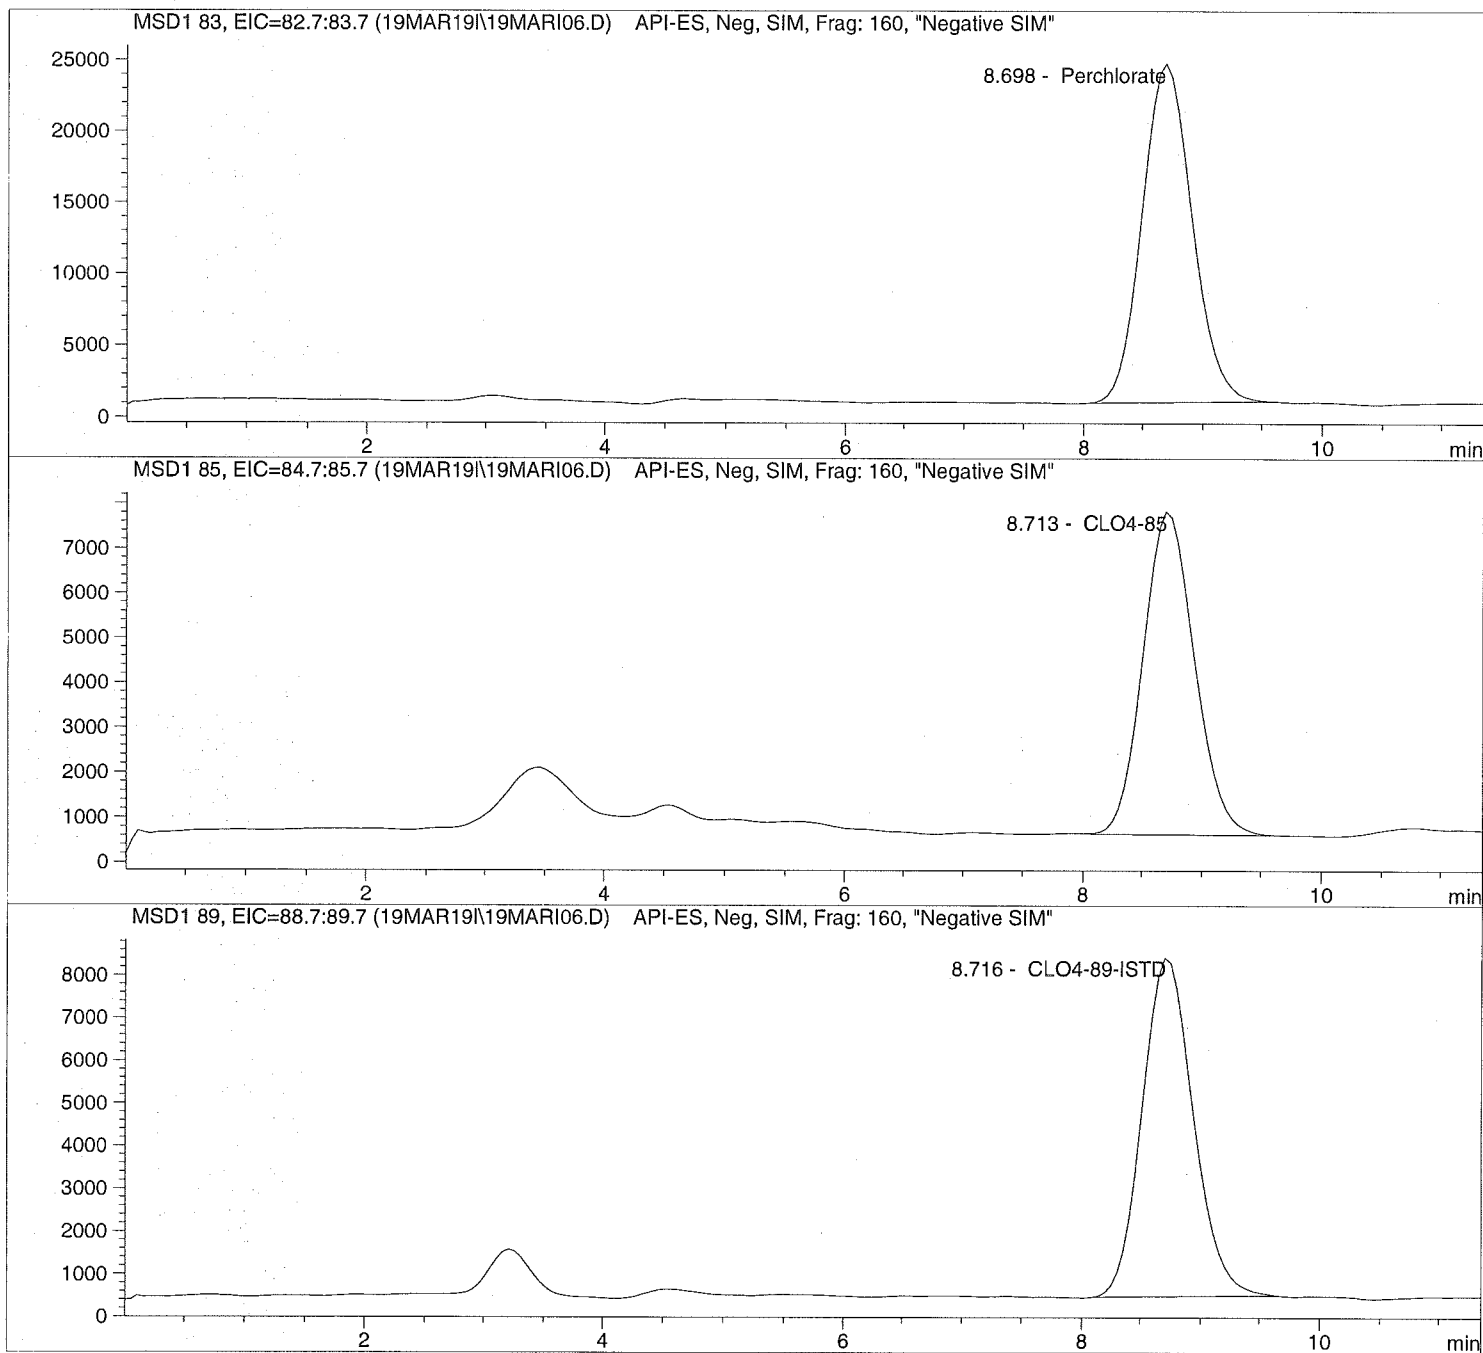 MSD1 83, EIC=82.7:83.7 (19MAR19I\19MARI06.D) API-ES, Neg, SIM, Frag: 160, "Negative SIM"
25000
8.698 - Perchlorate
20000
15000
10000
5000
0
2 4 6 8 10 min
MSD1 85, EIC=84.7:85.7 (19MAR19I\19MARI06.D) API-ES, Neg, SIM, Frag: 160, "Negative SIM"
8.713 - CLO4-85
7000
6000
5000
4000
3000
2000
1000
0
2 4 6 8 10 min
MSD1 89, EIC=88.7:89.7 (19MAR19I\19MARI06.D) API-ES, Neg, SIM, Frag: 160, "Negative SIM"
8.716 - CLO4-89-ISTD
8000
7000
6000
5000
4000
3000
2000
1000
0
2 4 6 8 10 min